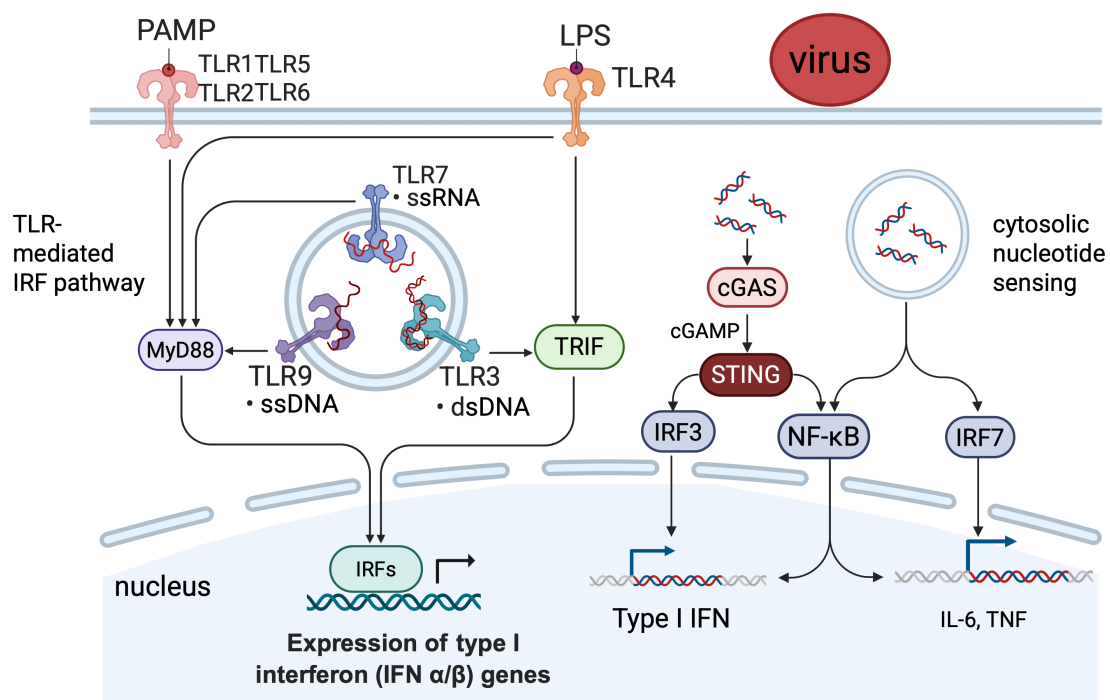 PAMP
TLR1TLR5
TLR2TLR6
LPS
TLR4
virus
TLR7
• ssRNA
TLR-
mediated
IRF pathway
cytosolic
nucleotide
sensing
cGAS
cGAMP
STING
MyD88
TRIF
TLR9
• ssDNA
TLR3
• dsDNA
IRF3
NF-κB
IRF7
nucleus
IRFs
Expression of type I
interferon (IFN α/β) genes
Type I IFN
IL-6, TNF